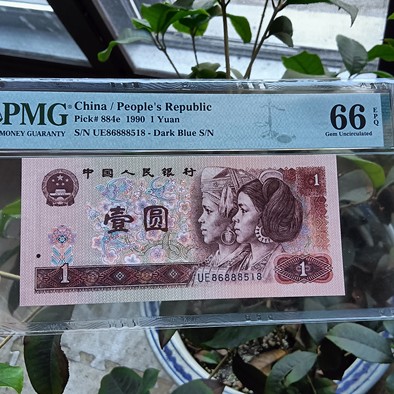 PMG
MONEY GUARANTY
China / People's Republic
Pick# 884e 1990 1 Yuan
S/N UE86888518 - Dark Blue S/N
66 EPQ
Gem Uncirculated
中国人民银行
1
壹圆
UE86888518
1
1